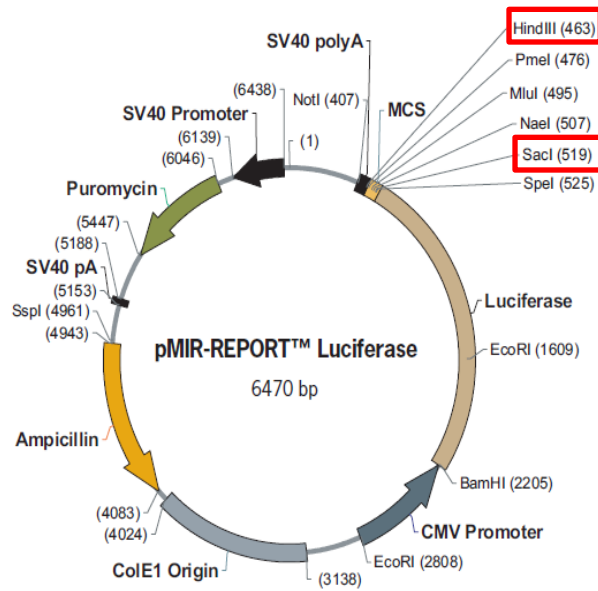 HindIII (463)
PmeI (476)
MluI (495)
NaeI (507)
SacI (519)
SpeI (525)
SV40 polyA
MCS
NotI (407)
(1)
(6438)
SV40 Promoter
(6139)
(6046)
Puromycin
(5447)
(5188)
SV40 pA
(5153)
SspI (4961)
(4943)
pMIR-REPORT™ Luciferase
6470 bp
Luciferase
EcoRI (1609)
Ampicillin
BamHI (2205)
(4083)
(4024)
CMV Promoter
EcoRI (2808)
ColE1 Origin
(3138)